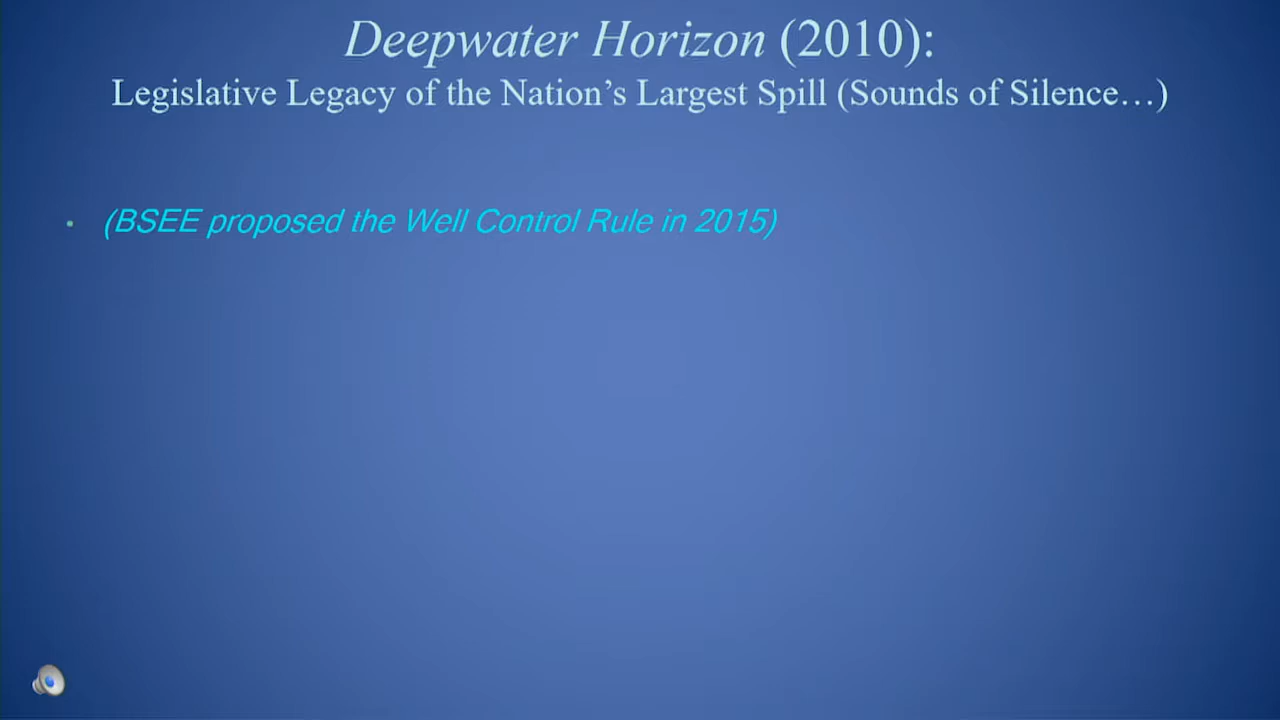 Deepwater Horizon (2010):
Legislative Legacy of the Nation’s Largest Spill (Sounds of Silence…)
• (BSEE proposed the Well Control Rule in 2015)